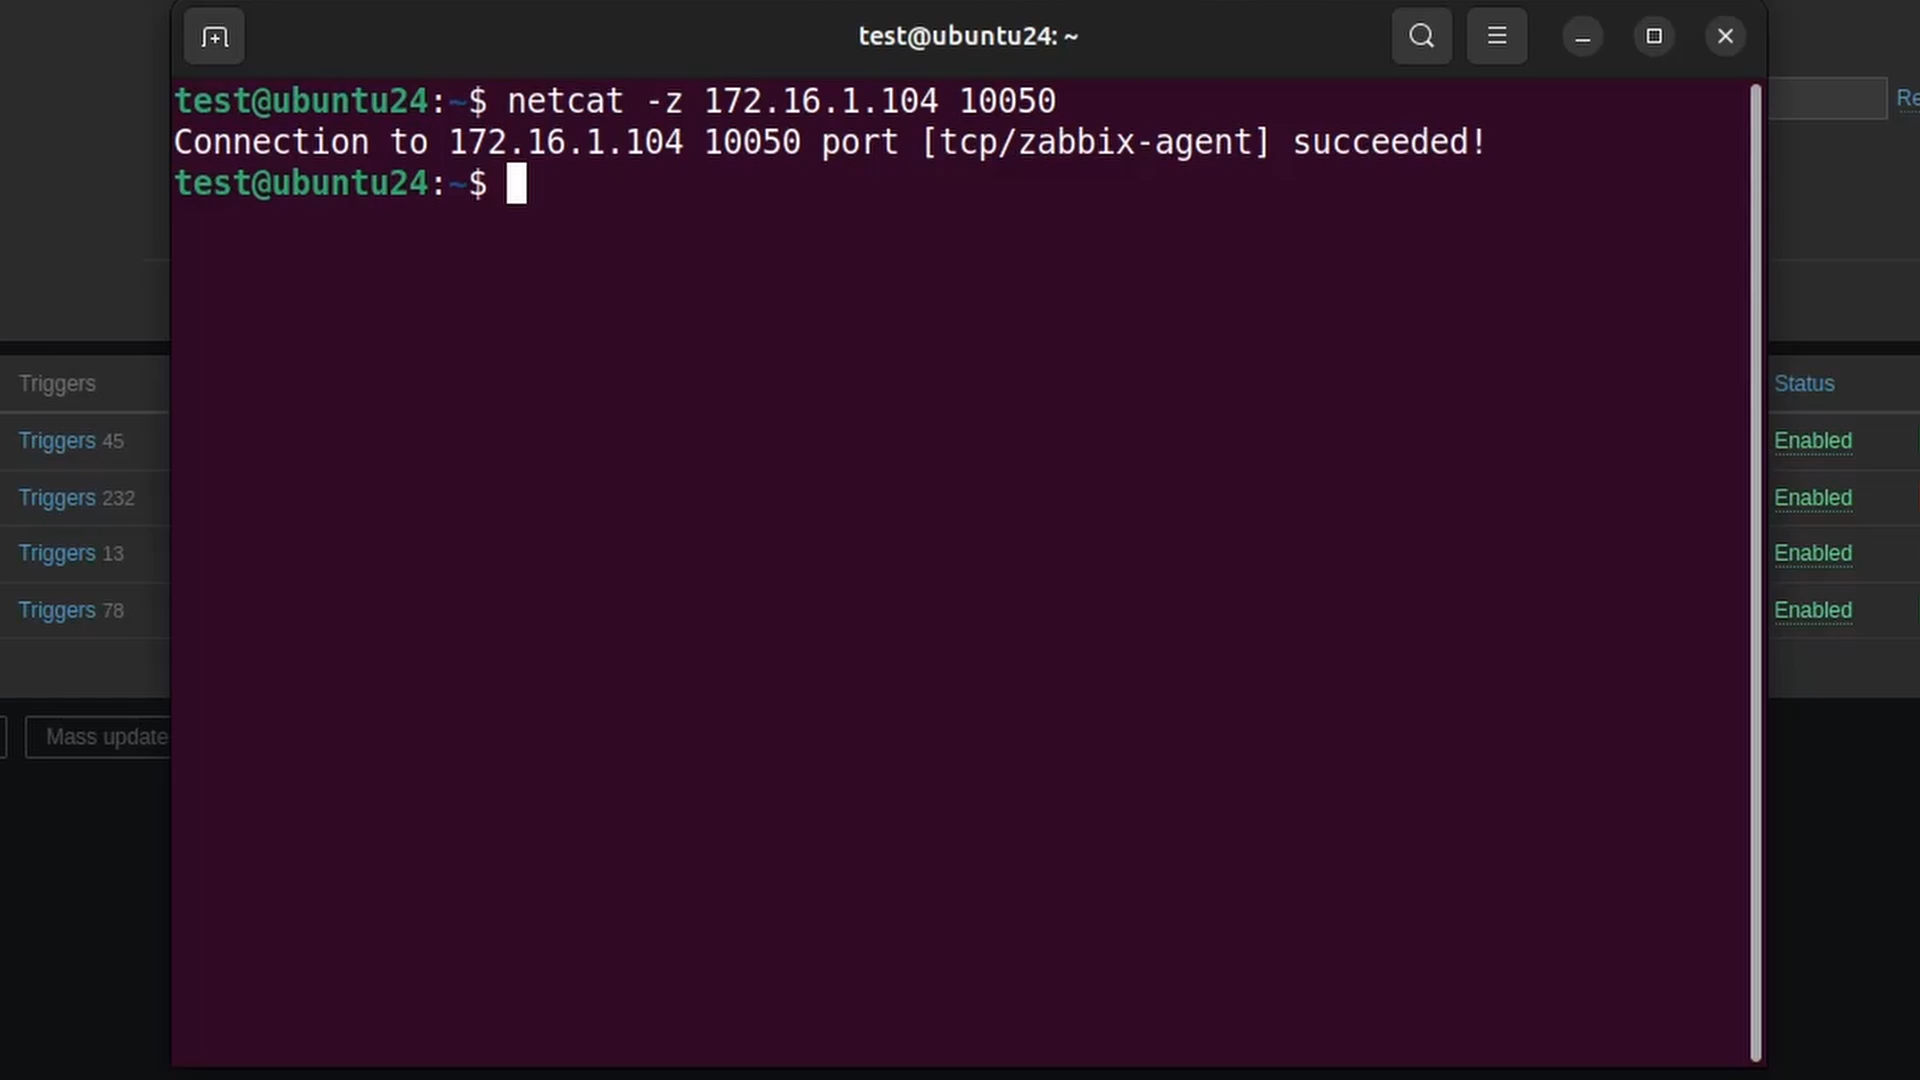 test@ubuntu24: ~
test@ubuntu24:~$ netcat -z 172.16.1.104 10050
Connection to 172.16.1.104 10050 port [tcp/zabbix-agent] succeeded!
test@ubuntu24:~$
Re
Triggers
Status
Triggers 45
Enabled
Triggers 232
Enabled
Triggers 13
Enabled
Triggers 78
Enabled
Mass update